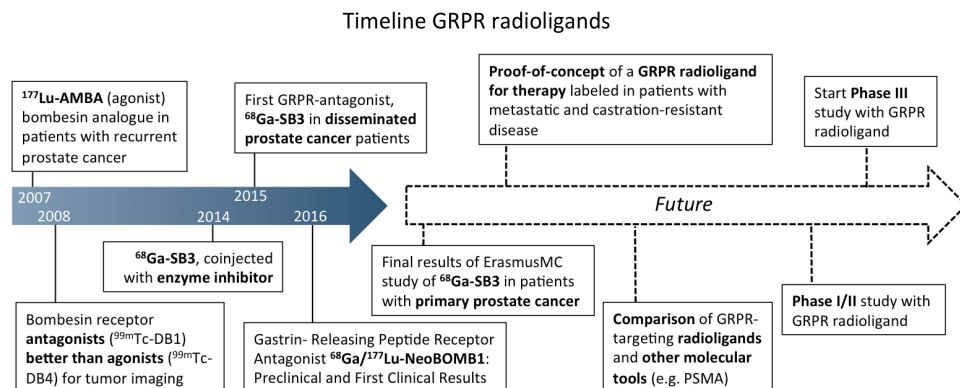 Timeline GRPR radioligands
¹⁷⁷Lu-AMBA (agonist)
bombesin analogue in
patients with recurrent
prostate cancer
First GRPR-antagonist,
⁶⁸Ga-SB3 in disseminated
prostate cancer patients
Proof-of-concept of a GRPR radioligand
for therapy labeled in patients with
metastatic and castration-resistant
disease
Start Phase III
study with GRPR
radioligand
2007
2015
2008
2014
2016
Future
⁶⁸Ga-SB3, coinjected
with enzyme inhibitor
Final results of ErasmusMC
study of ⁶⁸Ga-SB3 in patients
with primary prostate cancer
Phase I/II study with
GRPR radioligand
Bombesin receptor
antagonists (⁹⁹ᵐTc-DB1)
better than agonists (⁹⁹ᵐTc-
DB4) for tumor imaging
Gastrin- Releasing Peptide Receptor
Antagonist ⁶⁸Ga/¹⁷⁷Lu-NeoBOMB1:
Preclinical and First Clinical Results
Comparison of GRPR-
targeting radioligands
and other molecular
tools (e.g. PSMA)